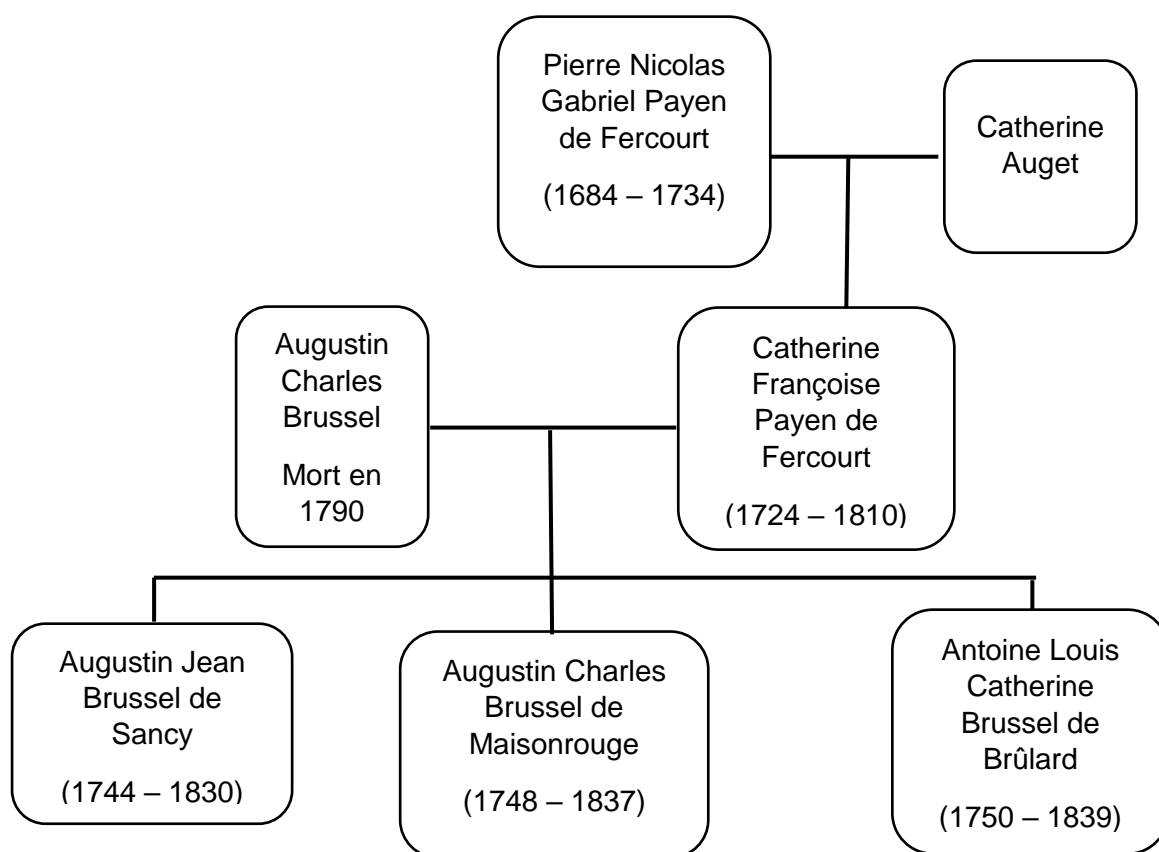 Pierre Nicolas
Gabriel Payen
de Fercourt
(1684 – 1734)
Catherine
Auget
Augustin
Charles
Brussel
Mort en
1790
Catherine
Françoise
Payen de
Fercourt
(1724 – 1810)
Augustin Jean
Brussel de
Sancy
(1744 – 1830)
Augustin Charles
Brussel de
Maisonrouge
(1748 – 1837)
Antoine Louis
Catherine
Brussel de
Brûlard
(1750 – 1839)